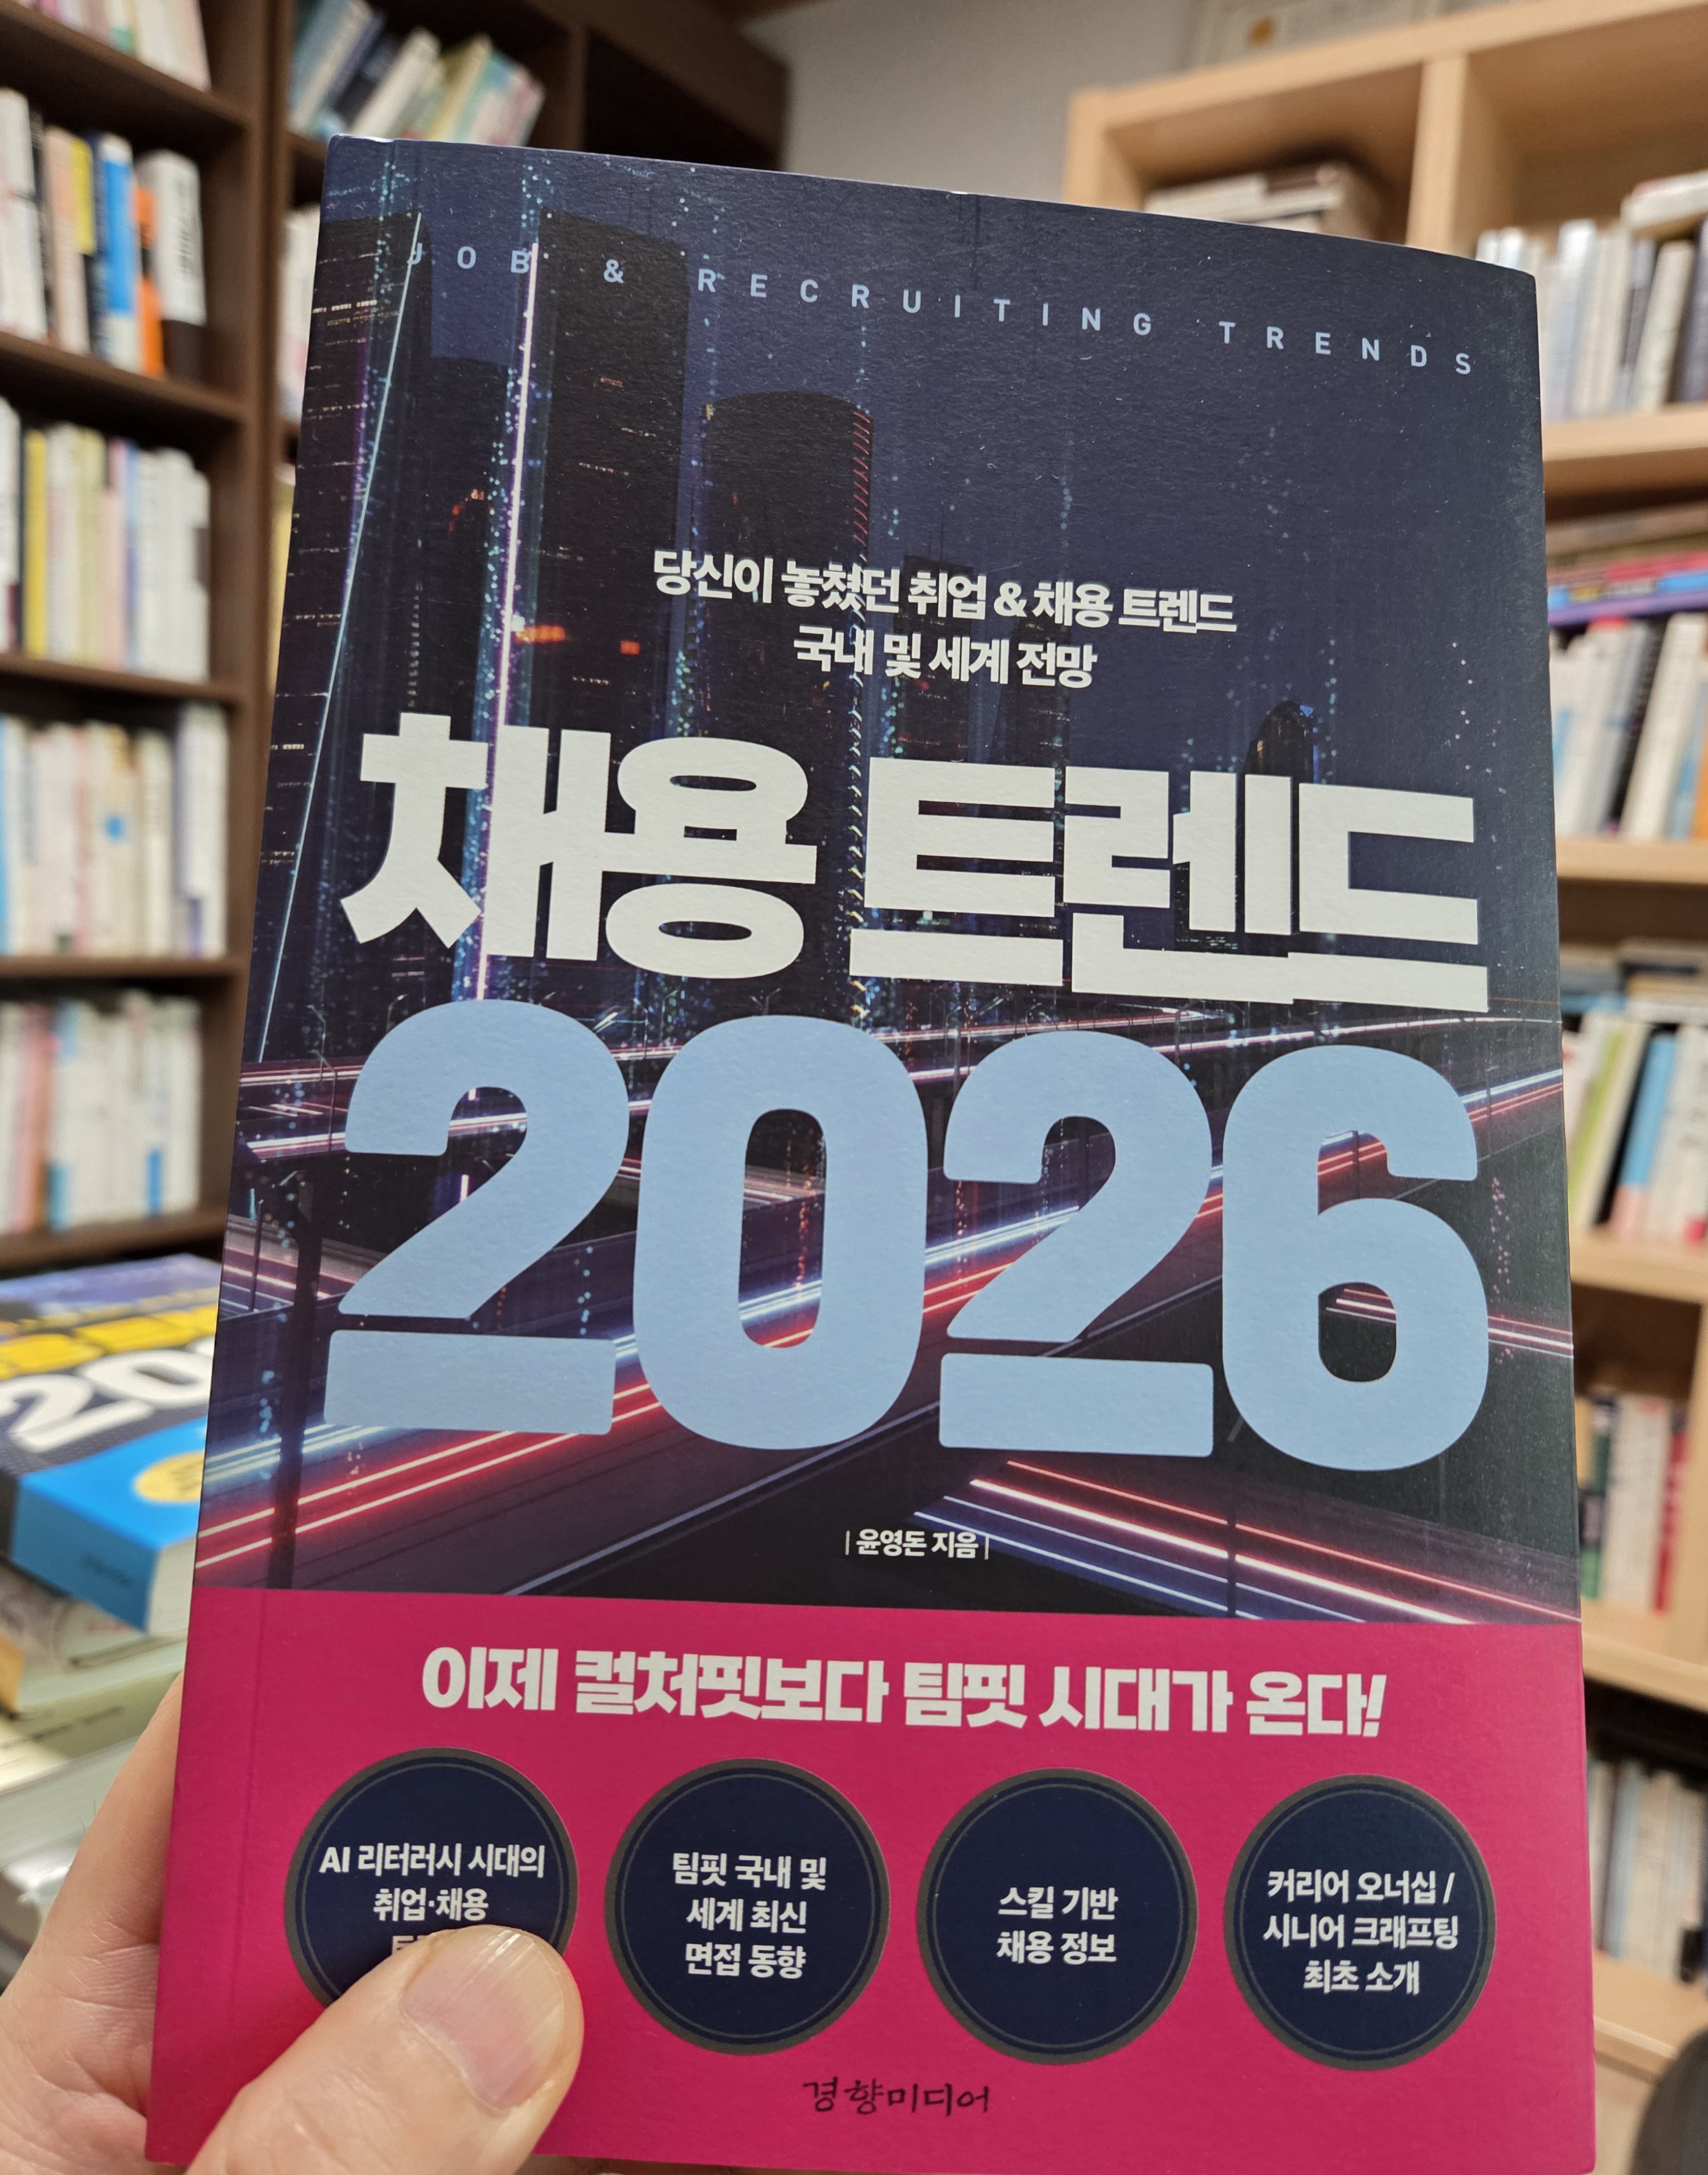 JOB & RECRUITING TRENDS
당신이 놓쳤던 취업 & 채용 트렌드
국내 및 세계 전망
채용 트렌드
2026
| 윤영돈 지음 |
이제 컬처핏보다 팀핏 시대가 온다!
AI 리터러시 시대의
취업·채용
팀핏 국내 및
세계 최신
면접 동향
스킬 기반
채용 정보
커리어 오너십 /
시니어 크래프팅
최초 소개
경향미디어